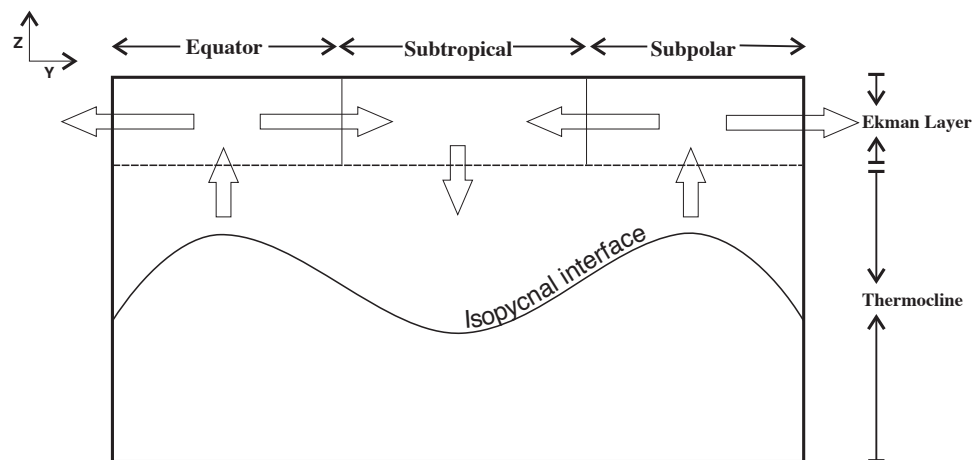 Z
Y
Equator
Subtropical
Subpolar
Ekman Layer
Isopycnal interface
Thermocline